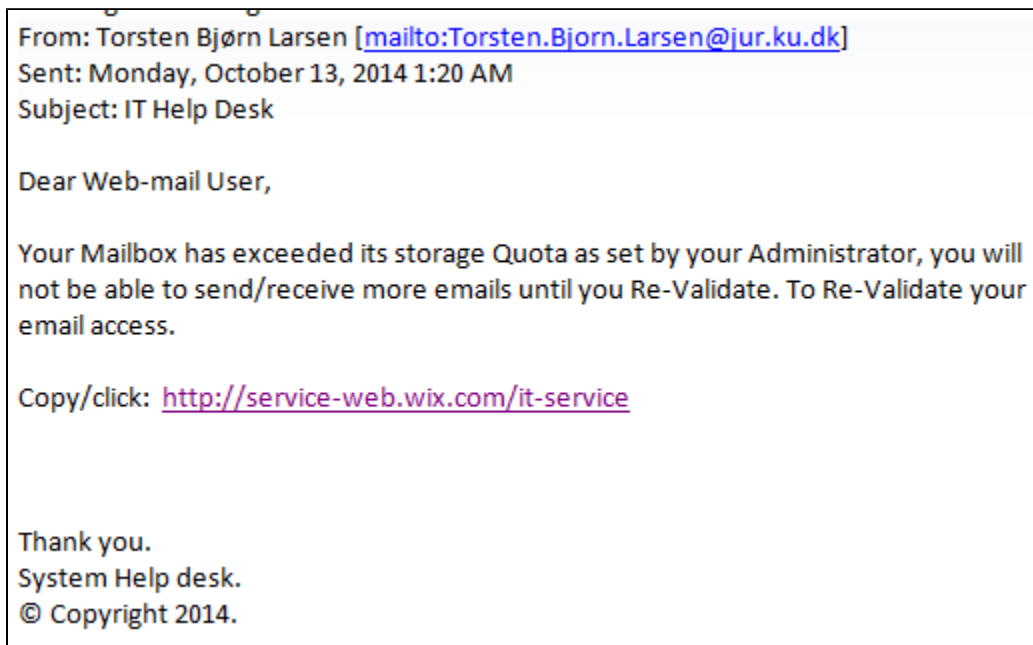 From: Torsten Bjørn Larsen [mailto:Torsten.Bjorn.Larsen@jur.ku.dk]
Sent: Monday, October 13, 2014 1:20 AM
Subject: IT Help Desk
Dear Web-mail User,
Your Mailbox has exceeded its storage Quota as set by your Administrator, you will
not be able to send/receive more emails until you Re-Validate. To Re-Validate your
email access.
Copy/click: http://service-web.wix.com/it-service
Thank you.
System Help desk.
© Copyright 2014.